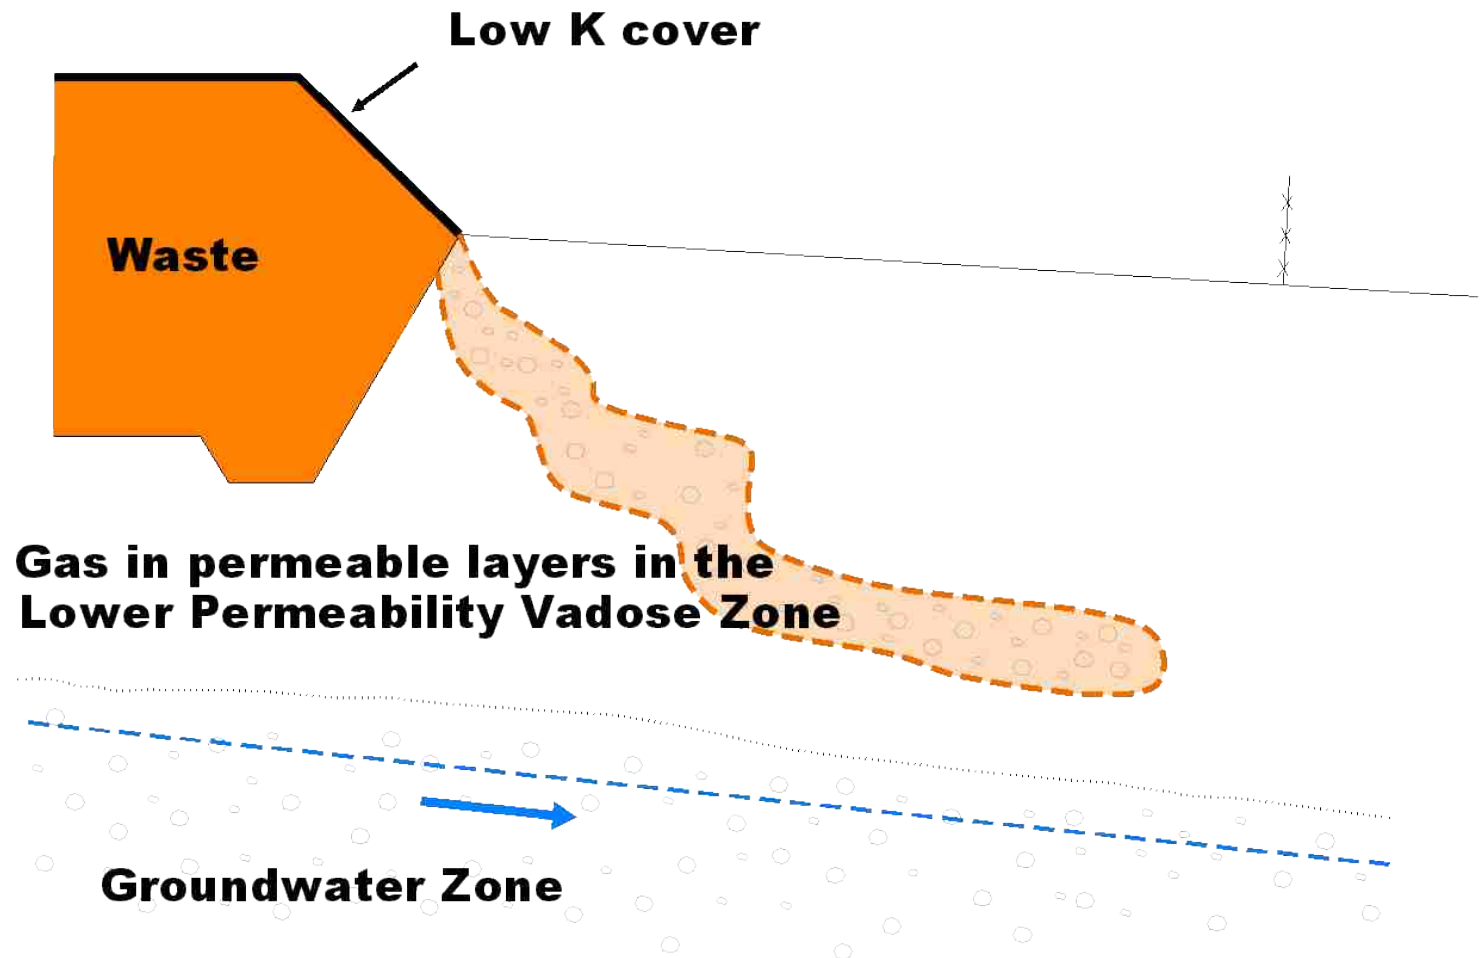 Low K cover
Waste
Gas in permeable layers in the
Lower Permeability Vadose Zone
Groundwater Zone